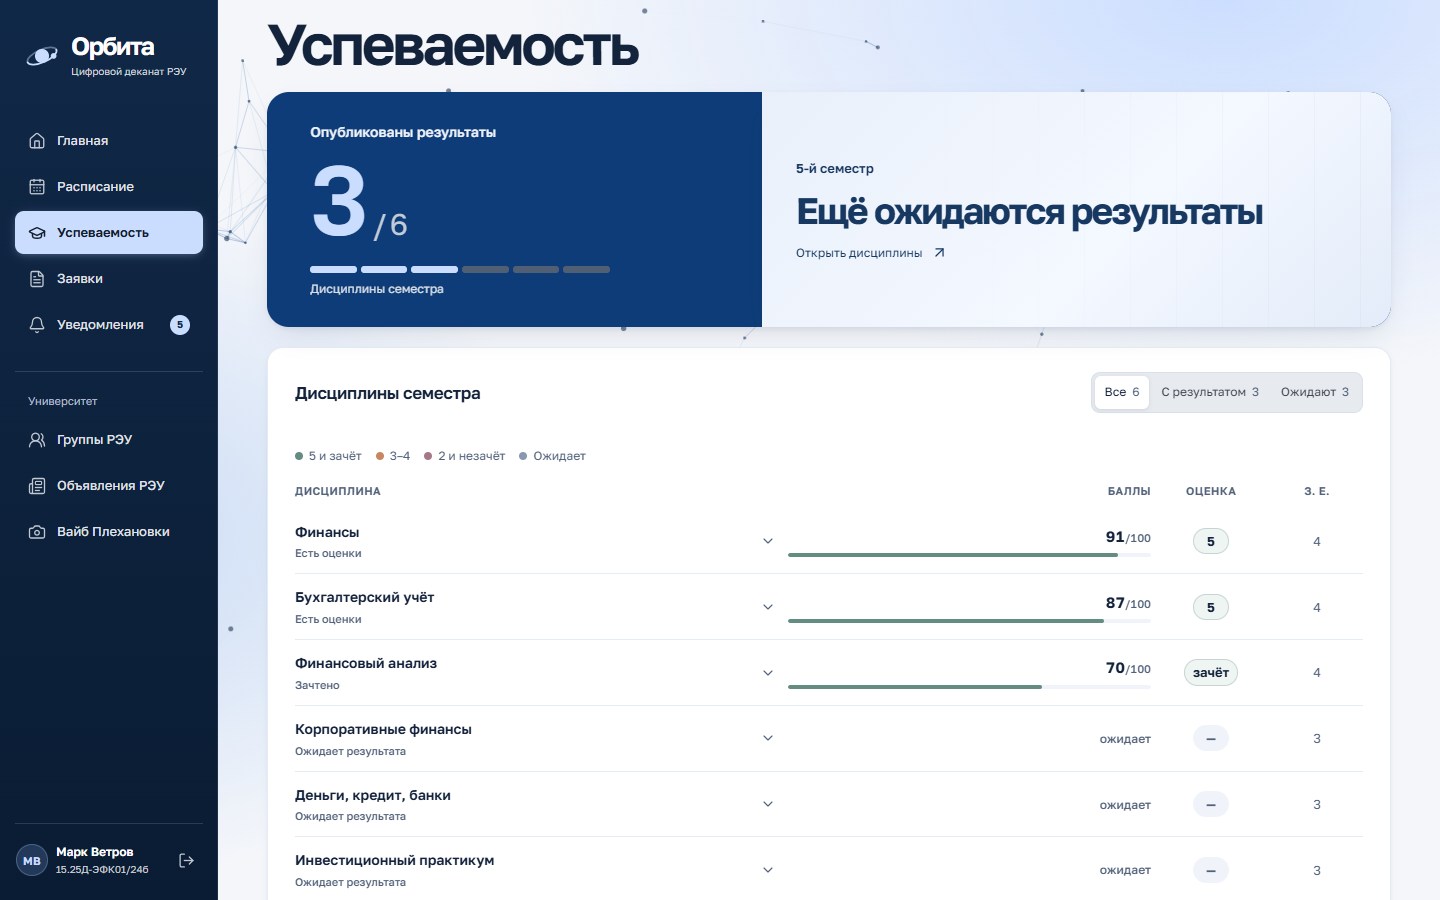 Орбита
Цифровой деканат РЭУ
Главная
Расписание
Успеваемость
Заявки
Уведомления 5
Университет
Группы РЭУ
Объявления РЭУ
Вайб Плехановки
МВ
Марк Ветров
15.25Д-ЭФК01/24б
Успеваемость
Опубликованы результаты
3 / 6
Дисциплины семестра
5-й семестр
Ещё ожидаются результаты
Открыть дисциплины
Дисциплины семестра
Все 6 С результатом 3 Ожидают 3
5 и зачёт 3–4 2 и незачёт Ожидает
ДИСЦИПЛИНА БАЛЛЫ ОЦЕНКА З. Е.
Финансы
Есть оценки
91/100 5 4
Бухгалтерский учёт
Есть оценки
87/100 5 4
Финансовый анализ
Зачтено
70/100 зачёт 4
Корпоративные финансы
Ожидает результата
ожидает – 3
Деньги, кредит, банки
Ожидает результата
ожидает – 3
Инвестиционный практикум
Ожидает результата
ожидает – 3